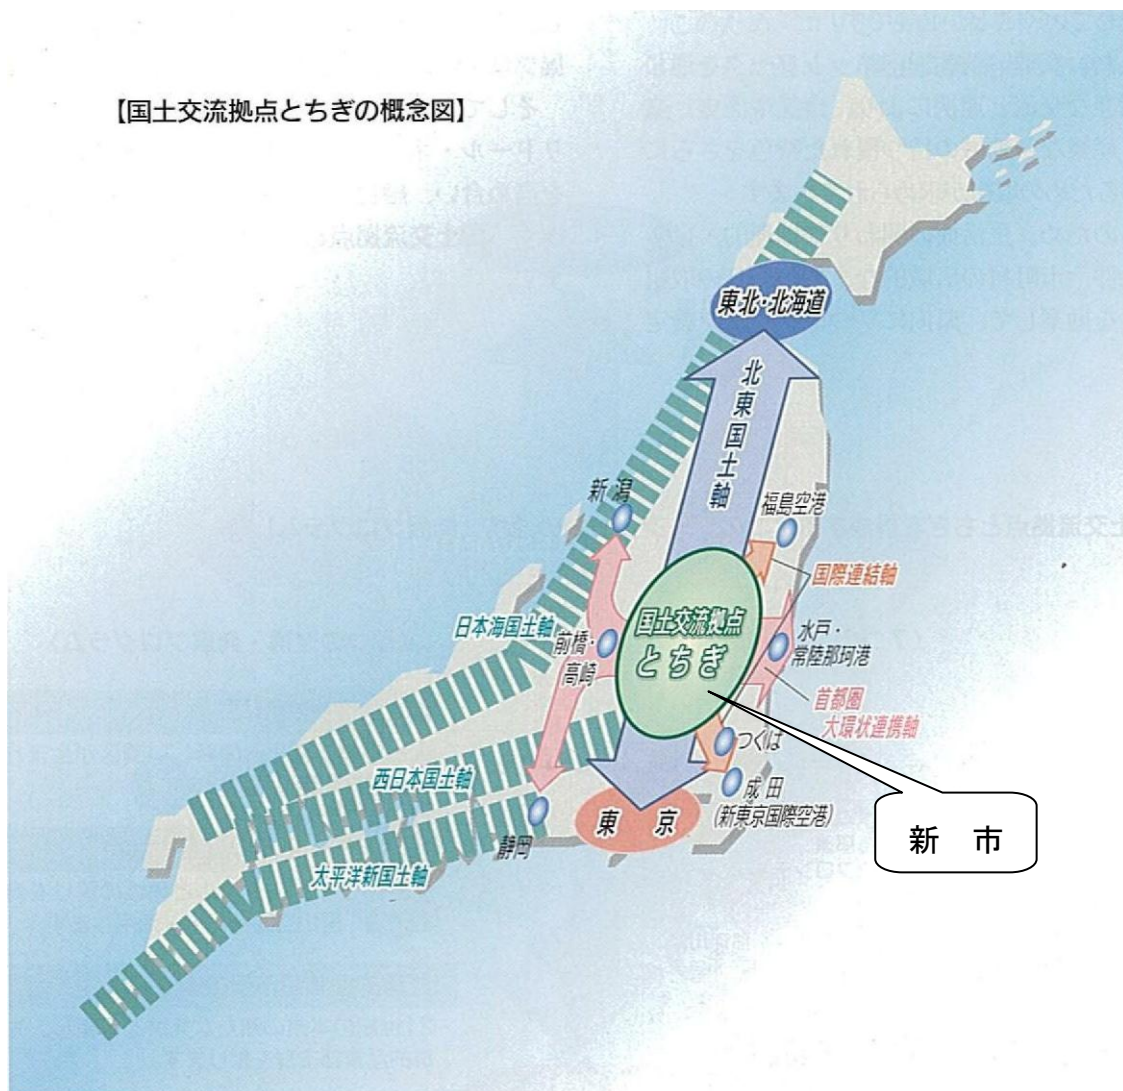 【国土交流拠点とちぎの概念図】
東北・北海道
北東国土軸
新潟
福島空港
国際連結軸
日本海国土軸
前橋・
高崎
国土交流拠点
とちぎ
水戸・
常陸那珂港
首都圏
大環状連携軸
つくば
西日本国土軸
成田
(新東京国際空港)
東 京
静岡
新 市
太平洋新国土軸